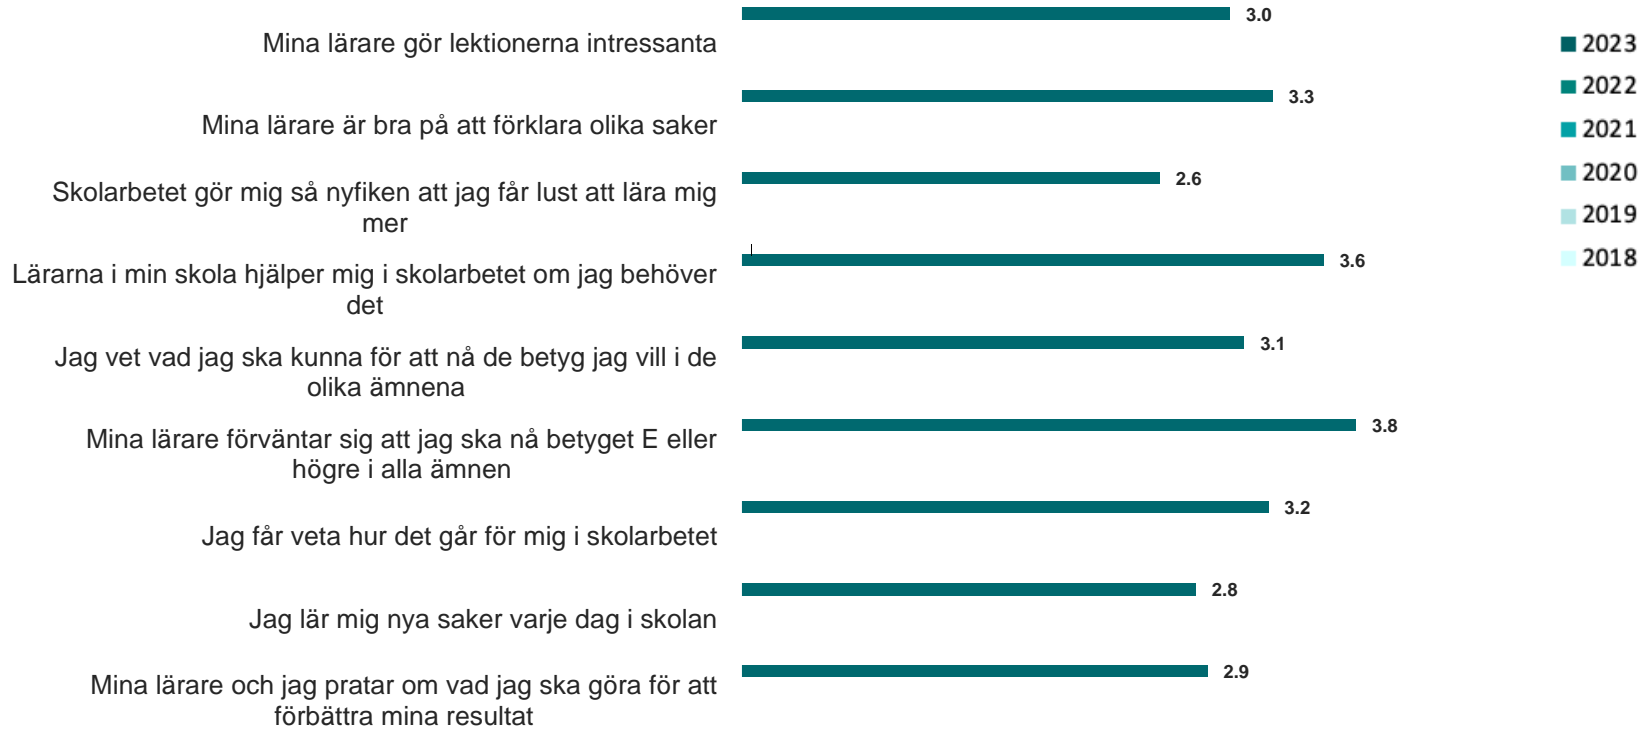 3.0
Mina lärare gör lektionerna intressanta
3.3
Mina lärare är bra på att förklara olika saker
2.6
Skolarbetet gör mig så nyfiken att jag får lust att lära mig
mer
3.6
Lärarna i min skola hjälper mig i skolarbetet om jag behöver
det
3.1
Jag vet vad jag ska kunna för att nå de betyg jag vill i de
olika ämnena
3.8
Mina lärare förväntar sig att jag ska nå betyget E eller
högre i alla ämnen
3.2
Jag får veta hur det går för mig i skolarbetet
2.8
Jag lär mig nya saker varje dag i skolan
2.9
Mina lärare och jag pratar om vad jag ska göra för att
förbättra mina resultat
2023
2022
2021
2020
2019
2018